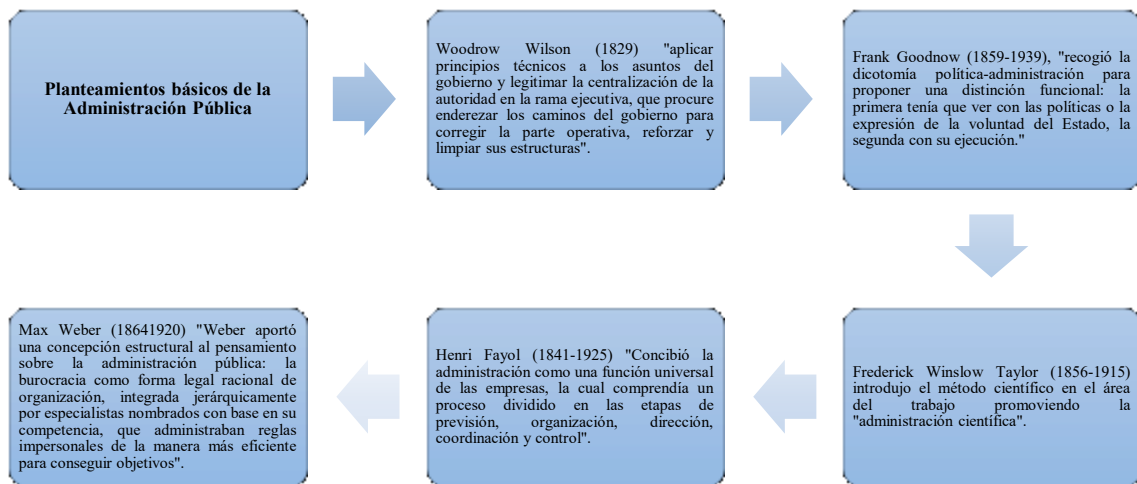 Planteamientos básicos de la
Administración Pública
Woodrow Wilson (1829) "aplicar
principios técnicos a los asuntos del
gobierno y legitimar la centralización de la
autoridad en la rama ejecutiva, que procure
enderezar los caminos del gobierno para
corregir la parte operativa, reforzar y
limpiar sus estructuras".
Frank Goodnow (1859-1939), "recogió la
dicotomía política-administración para
proponer una distinción funcional: la
primera tenía que ver con las políticas o la
expresión de la voluntad del Estado, la
segunda con su ejecución."
Frederick Winslow Taylor (1856-1915)
introdujo el método científico en el área
del trabajo promoviendo la
"administración científica".
Henri Fayol (1841-1925) "Concibió la
administración como una función universal
de las empresas, la cual comprendía un
proceso dividido en las etapas de
previsión, organización, dirección,
coordinación y control".
Max Weber (18641920) "Weber aportó
una concepción estructural al pensamiento
sobre la administración pública: la
burocracia como forma legal racional de
organización, integrada jerárquicamente
por especialistas nombrados con base en su
competencia, que administraban reglas
impersonales de la manera más eficiente
para conseguir objetivos".